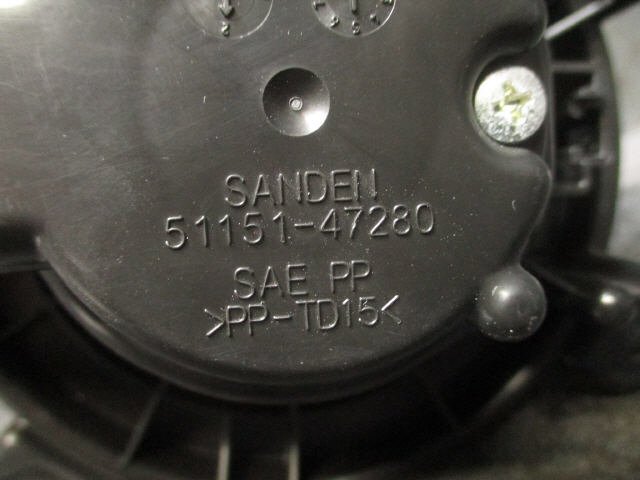 SANDEN
51151-47280
SAE PP
>PP-TD15<